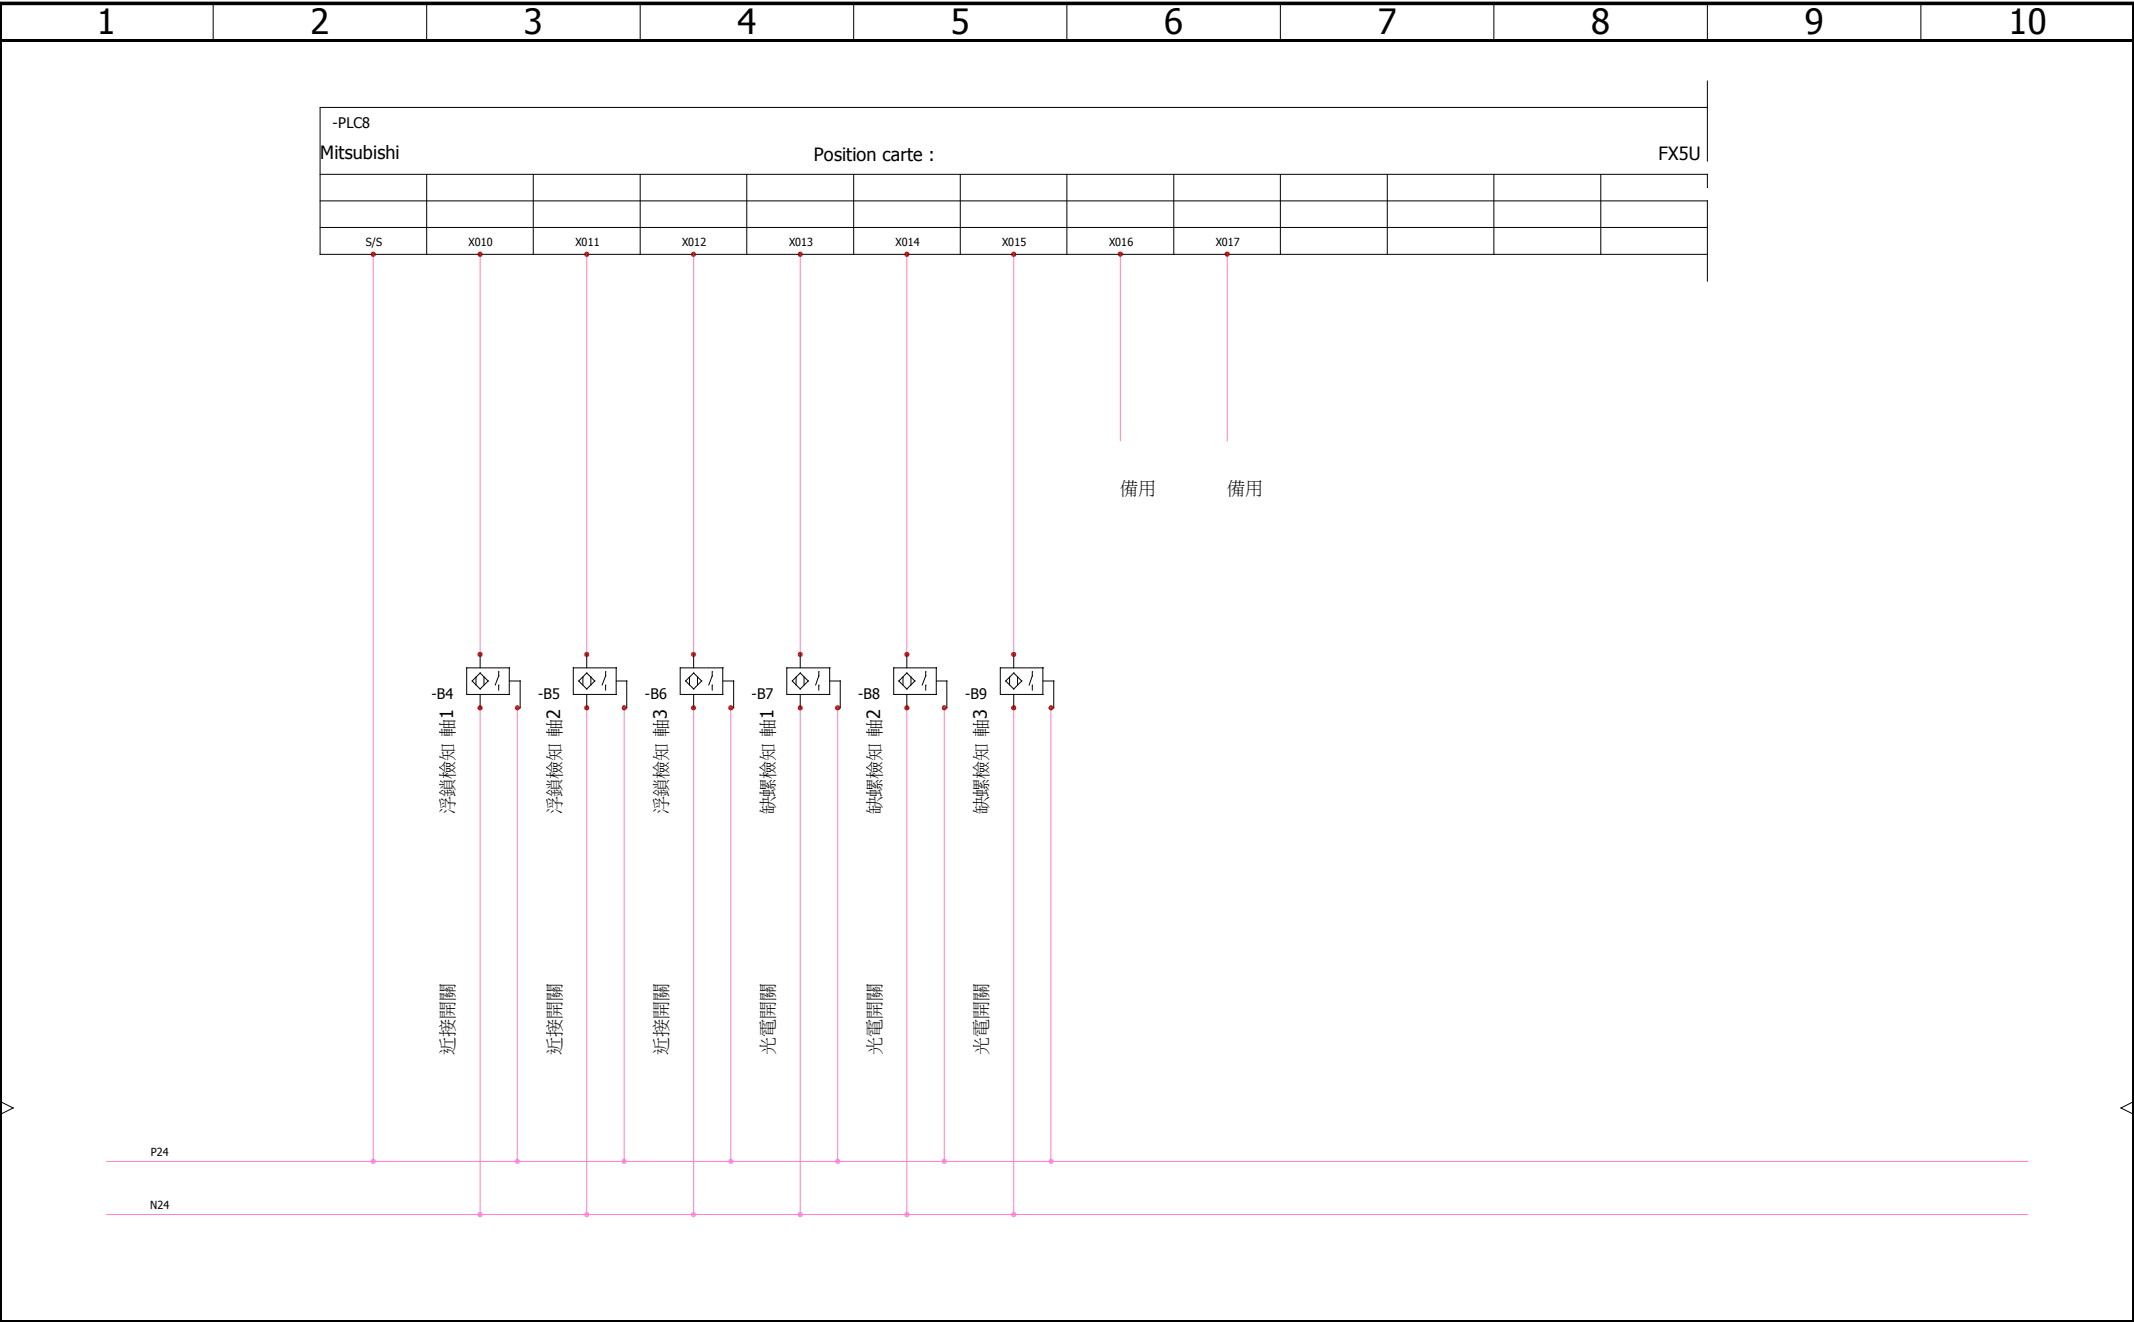 1 2 3 4 5 6 7 8 9 10
-PLC8
Mitsubishi Position carte : FX5U
S/S X010 X011 X012 X013 X014 X015 X016 X017
備用 備用
-B4 -B5 -B6 -B7 -B8 -B9
浮鎖檢知 軸1
浮鎖檢知 軸2
浮鎖檢知 軸3
缺螺檢知 軸1
缺螺檢知 軸2
缺螺檢知 軸3
近接開關
近接開關
近接開關
光電開關
光電開關
光電開關
P24
N24